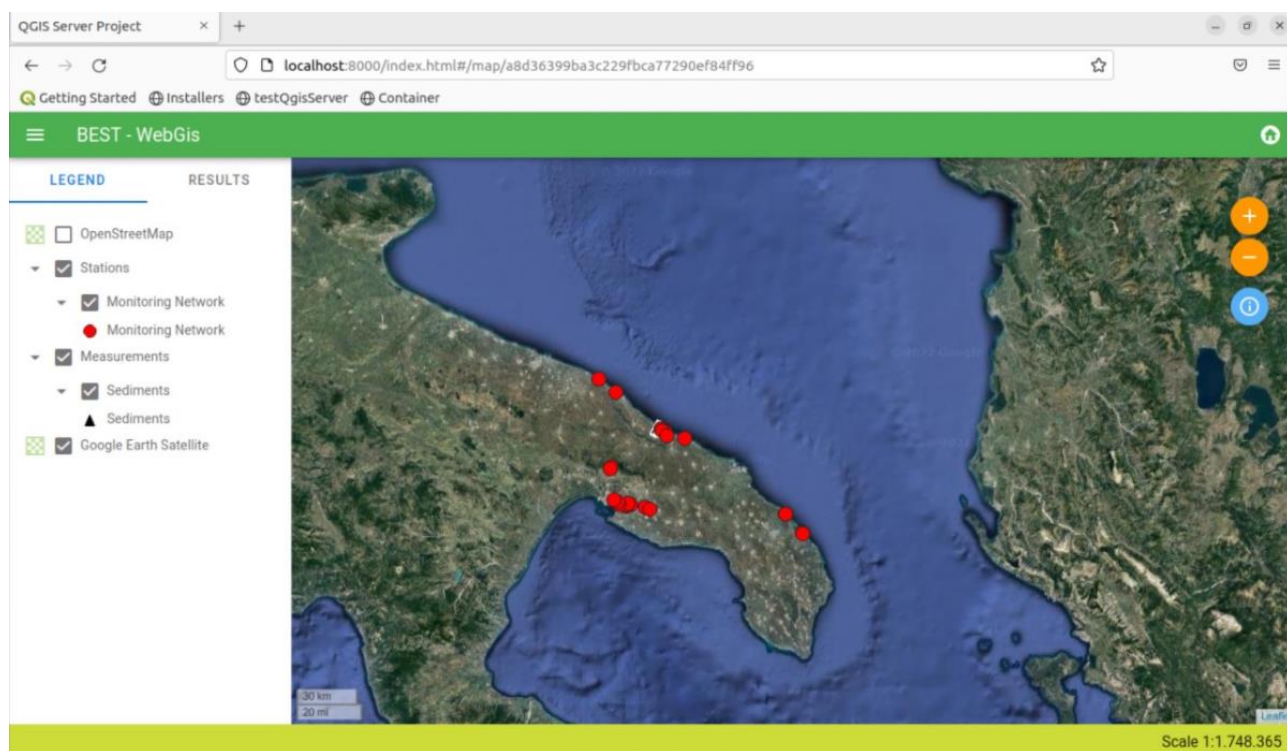 QGIS Server Project
localhost:8000/index.html#/map/a8d36399ba3c229fbca77290ef84ff96
Getting Started Installers testQgisServer Container
BEST - WebGis
LEGEND RESULTS
OpenStreetMap
Stations
Monitoring Network
Monitoring Network
Measurements
Sediments
Sediments
Google Earth Satellite
30 km
20 mi
Scale 1:1.748.365